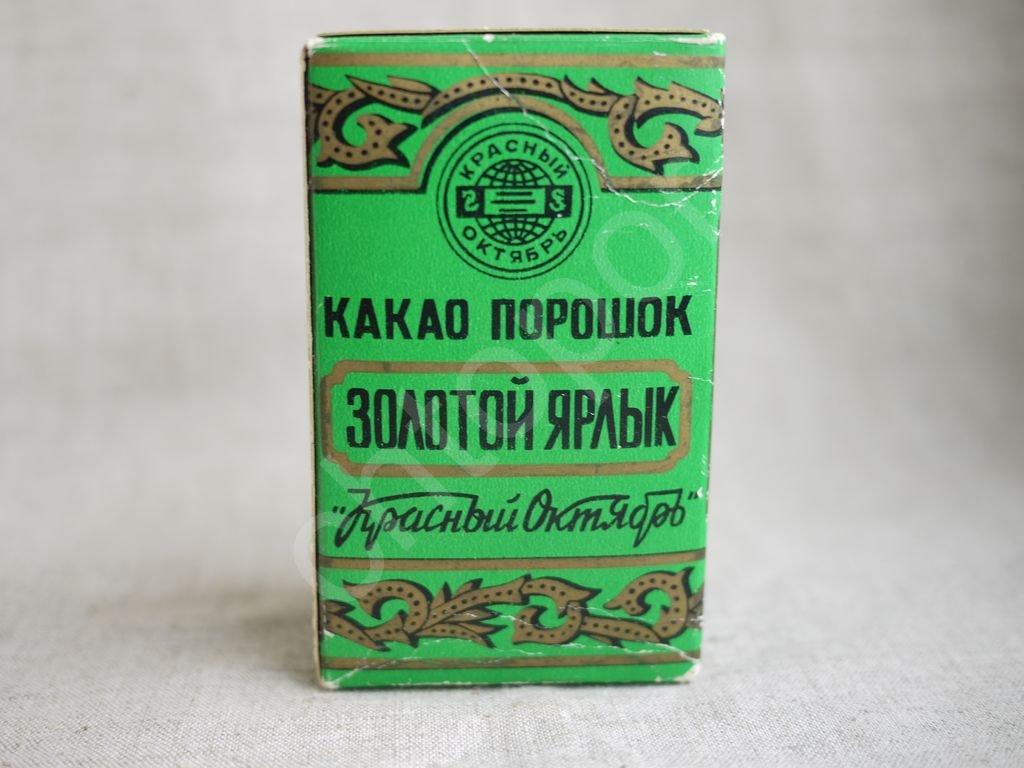 КРАСНЫЙ
ОКТЯБРЬ
КАКАО ПОРОШОК
ЗОЛОТОЙ ЯРЛЫК
"Красный Октябрь"